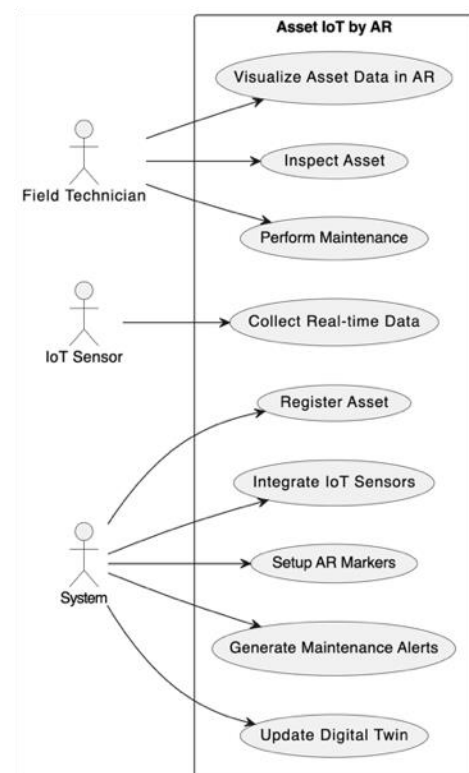 Asset IoT by AR
Visualize Asset Data in AR
Field Technician
Inspect Asset
Perform Maintenance
IoT Sensor
Collect Real-time Data
Register Asset
Integrate IoT Sensors
System
Setup AR Markers
Generate Maintenance Alerts
Update Digital Twin